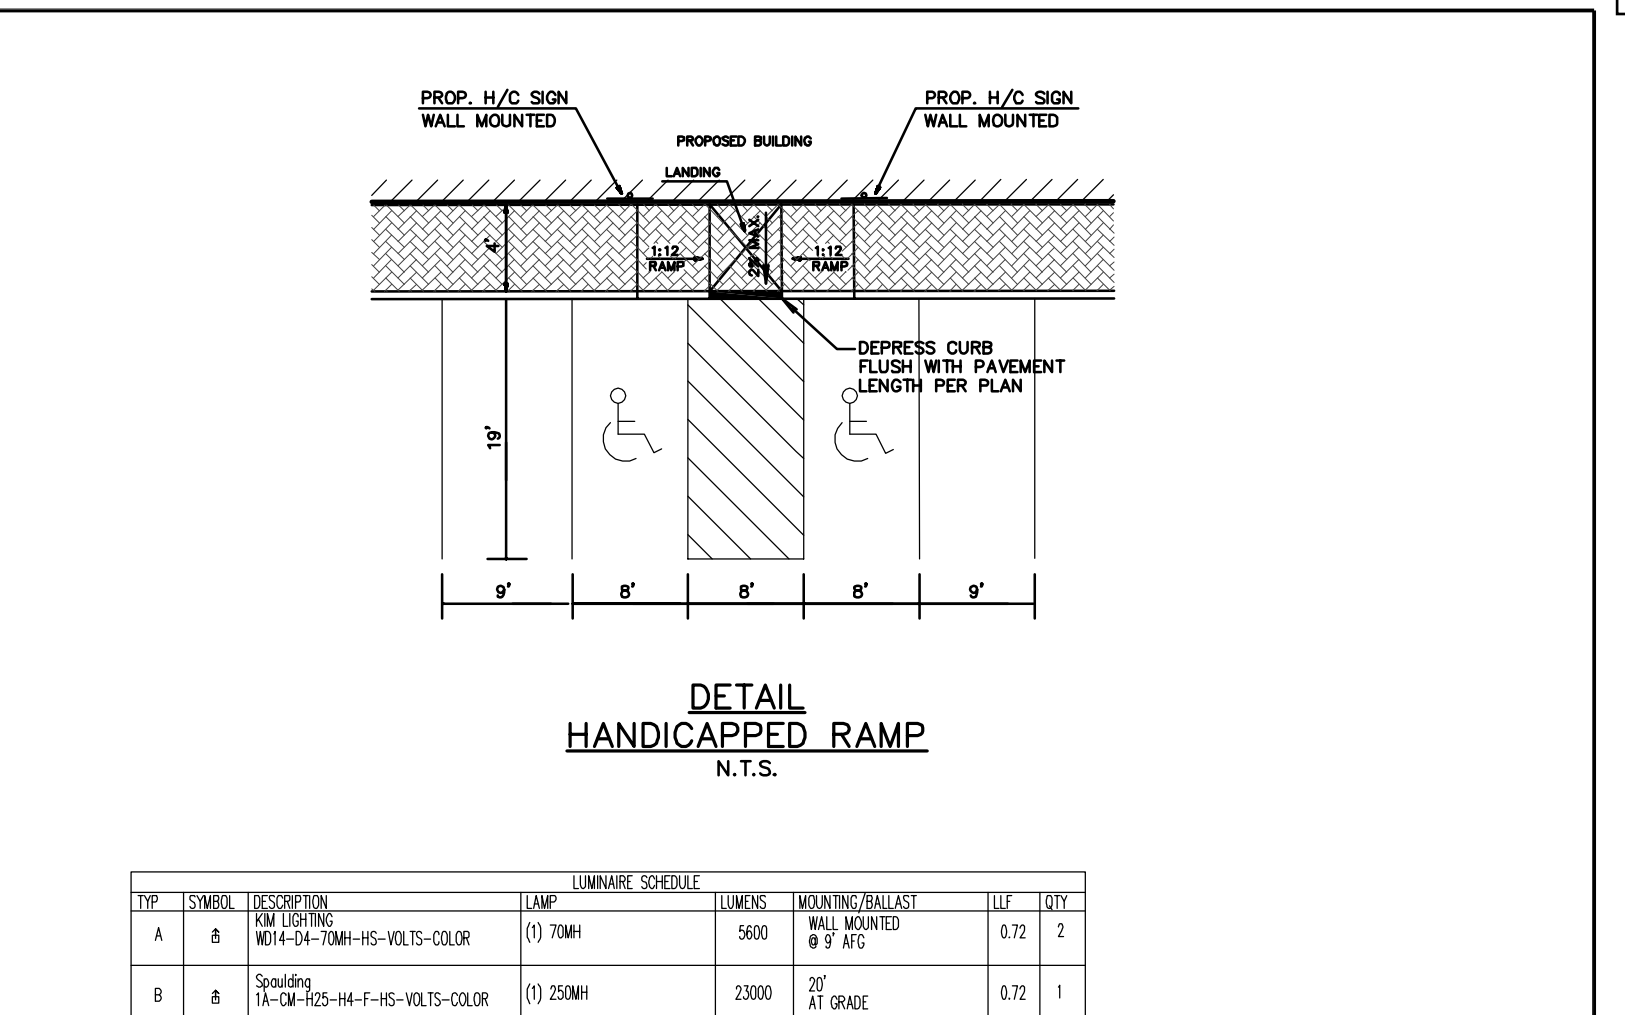 PROP. H/C SIGN
WALL MOUNTED
PROP. H/C SIGN
WALL MOUNTED
PROPOSED BUILDING
LANDING
4'
1:12
RAMP
2% MAX.
1:12
RAMP
DEPRESS CURB
FLUSH WITH PAVEMENT
LENGTH PER PLAN
19'
9' 8' 8' 8' 9'
DETAIL
HANDICAPPED RAMP
N.T.S.
LUMINAIRE SCHEDULE
TYP SYMBOL DESCRIPTION LAMP LUMENS MOUNTING/BALLAST LLF QTY
A KIM LIGHTING
WD14-D4-70MH-HS-VOLTS-COLOR (1) 70MH 5600 WALL MOUNTED
@ 9' AFG 0.72 2
B Spaulding
1A-CM-H25-H4-F-HS-VOLTS-COLOR (1) 250MH 23000 20'
AT GRADE 0.72 1